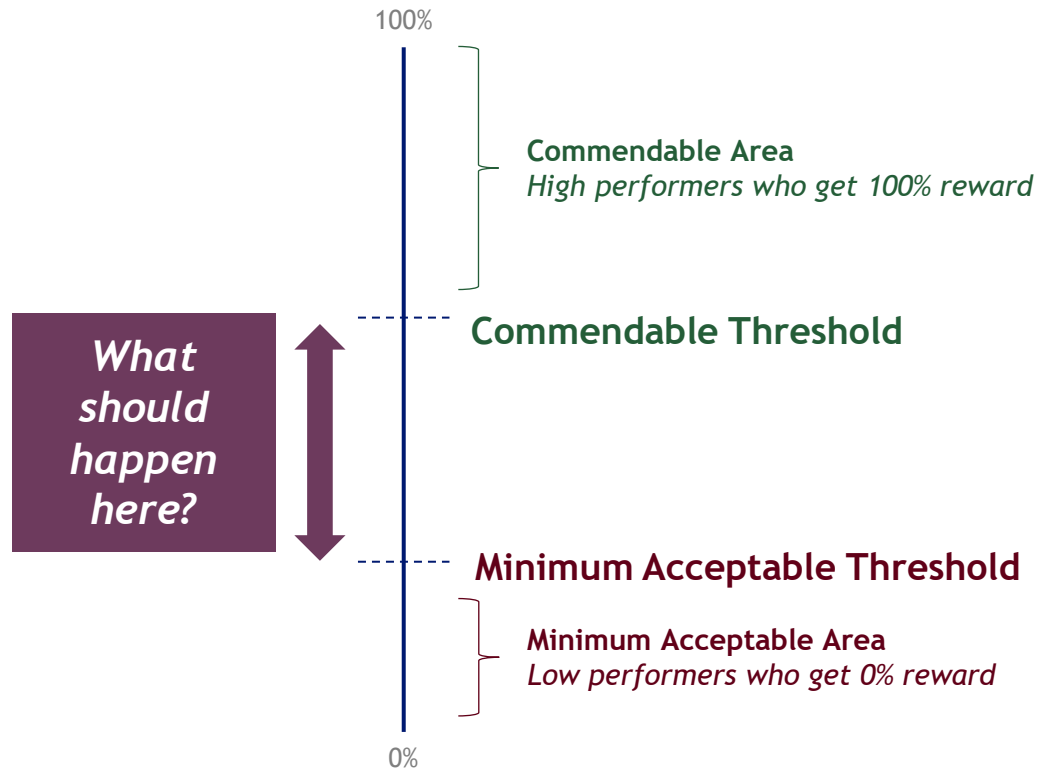 100%
Commendable Area
High performers who get 100% reward
Commendable Threshold
What
should
happen
here?
Minimum Acceptable Threshold
Minimum Acceptable Area
Low performers who get 0% reward
0%